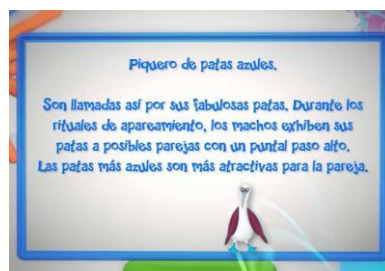 Piquero de patas azules.
Son llamadas así por sus fabulosas patas. Durante los
rituales de apareamiento, los machos exhiben sus
patas a posibles parejas con un puntal paso alto.
Las patas más azules son más atractivas para la pareja.